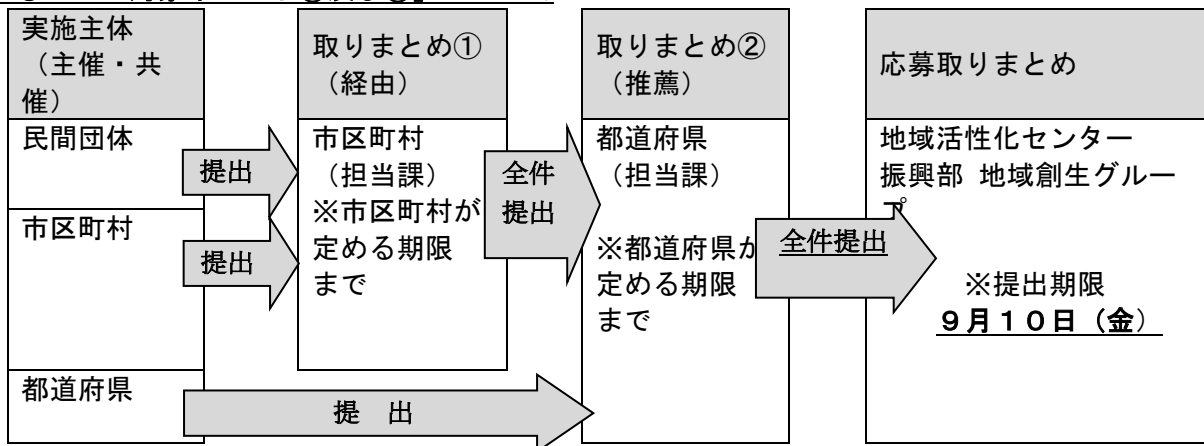 実施主体
（主催・共
催）
民間団体
市区町村
都道府県
提出
提出
提　出
取りまとめ①
（経由）
市区町村
（担当課）
※市区町村が
定める期限
まで
全件
提出
取りまとめ②
（推薦）
都道府県
（担当課）
※都道府県が
定める期限
まで
全件提出
応募取りまとめ
地域活性化センター
振興部 地域創生グルー
プ
※提出期限
９月１０日（金）